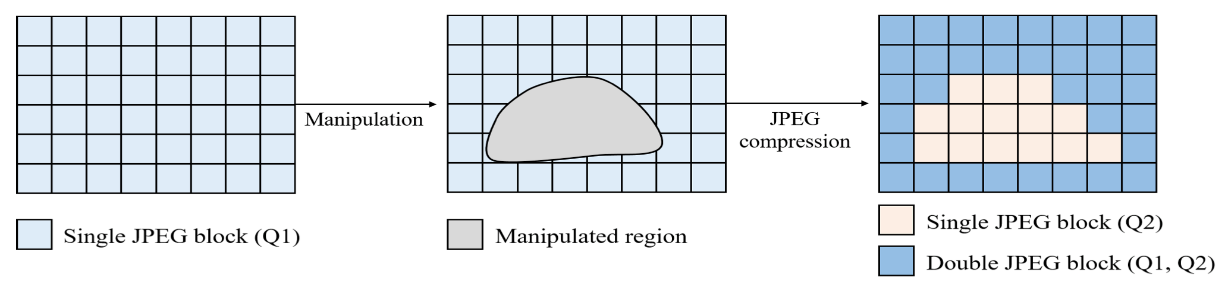 Manipulation
JPEG
compression
Single JPEG block (Q1)
Manipulated region
Single JPEG block (Q2)
Double JPEG block (Q1, Q2)